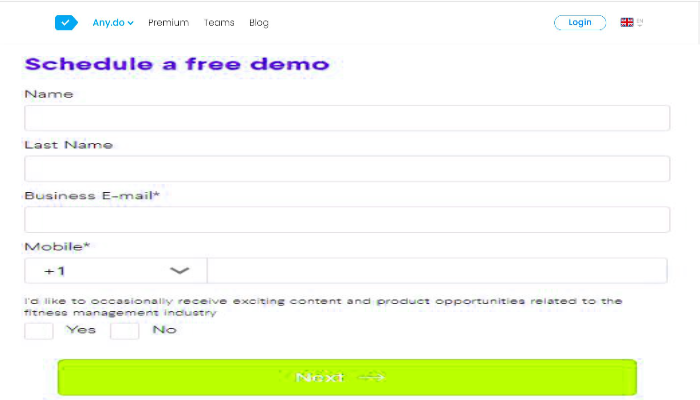 Any.do Premium Teams Blog Login EN
Schedule a free demo
Name
Last Name
Business E-mail*
Mobile*
+1
I'd like to occasionally receive exciting content and product opportunities related to the
fitness management industry
Yes No
Next →